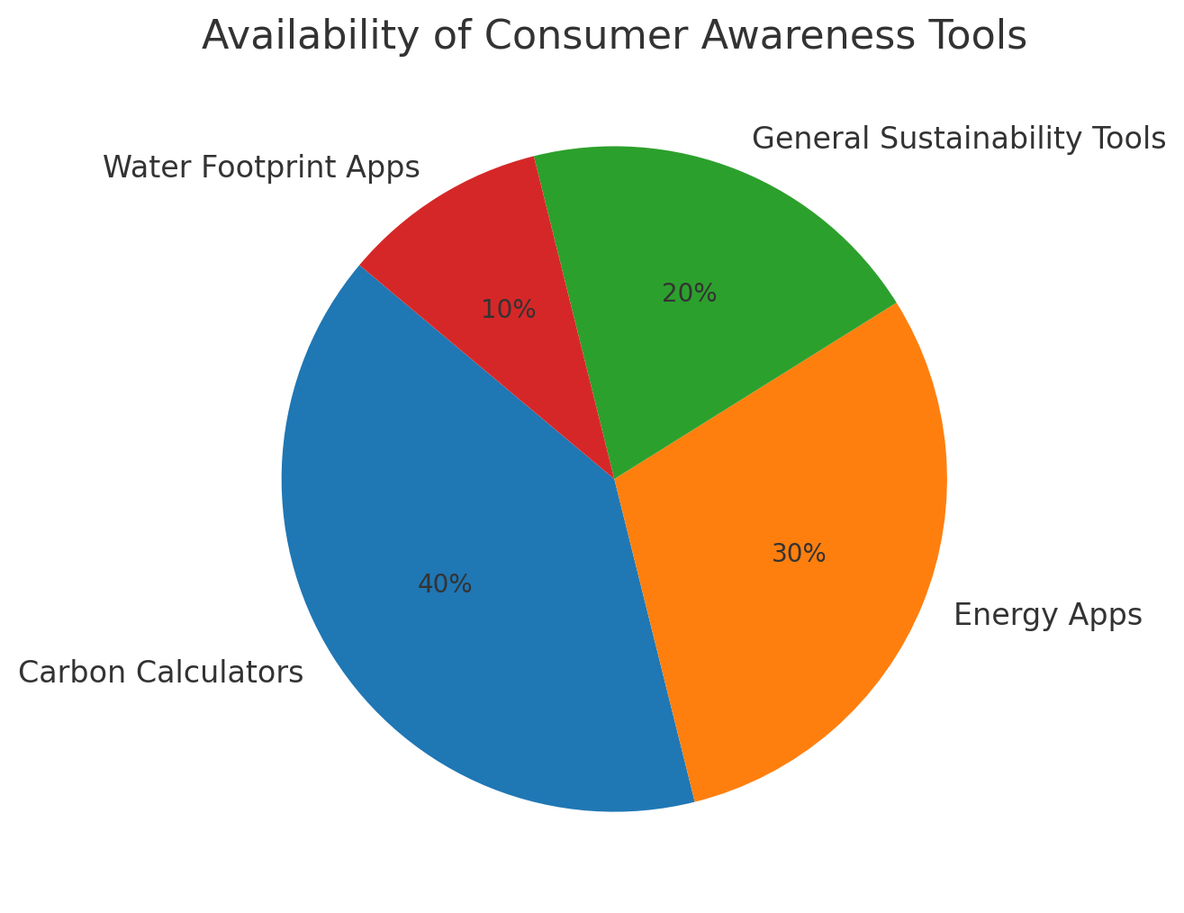 Availability of Consumer Awareness Tools
General Sustainability Tools
Water Footprint Apps
20%
10%
30%
40%
Energy Apps
Carbon Calculators